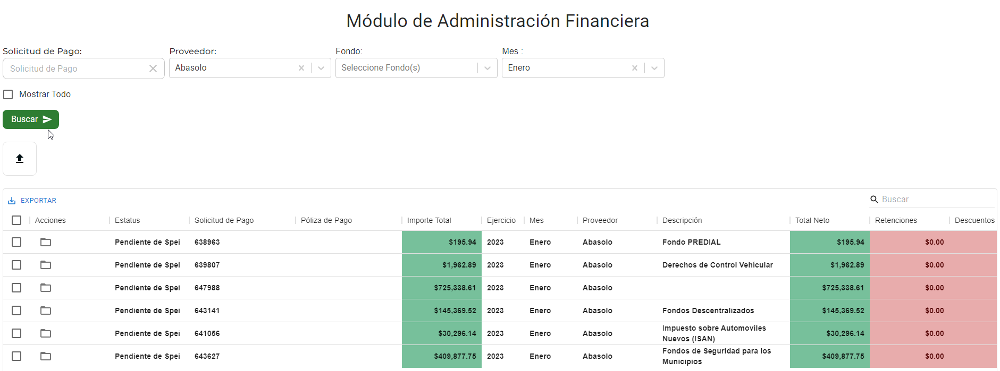 Módulo de Administración Financiera
Solicitud de Pago: Proveedor: Fondo: Mes :
Solicitud de Pago Abasolo Seleccione Fondo(s) Enero
Mostrar Todo
Buscar
EXPORTAR Buscar
Acciones Estatus Solicitud de Pago Póliza de Pago Importe Total Ejercicio Mes Proveedor Descripción Total Neto Retenciones Descuentos
Pendiente de Spei 638963 $195.94 2023 Enero Abasolo Fondo PREDIAL $195.94 $0.00
Pendiente de Spei 639807 $1,962.89 2023 Enero Abasolo Derechos de Control Vehícular $1,962.89 $0.00
Pendiente de Spei 647988 $725,338.61 2023 Enero Abasolo $725,338.61 $0.00
Pendiente de Spei 643141 $145,369.52 2023 Enero Abasolo Fondos Descentralizados $145,369.52 $0.00
Pendiente de Spei 641056 $30,296.14 2023 Enero Abasolo Impuesto sobre Automoviles Nuevos (ISAN) $30,296.14 $0.00
Pendiente de Spei 643627 $409,877.75 2023 Enero Abasolo Fondos de Seguridad para los Municipios $409,877.75 $0.00